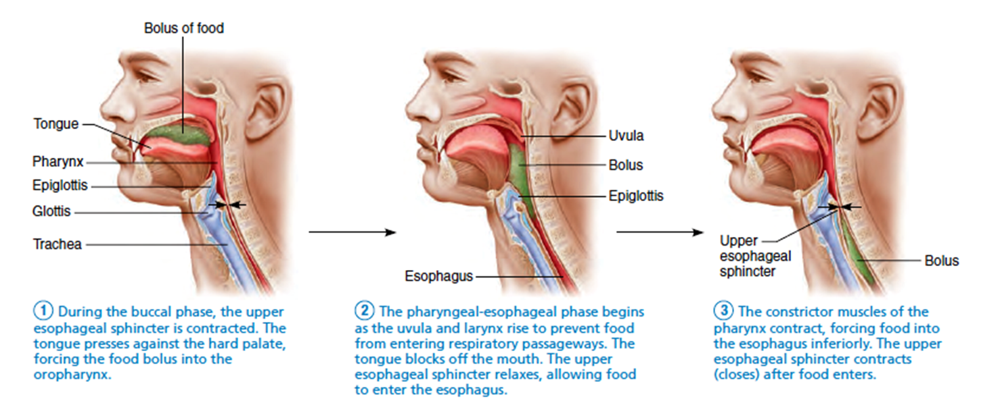 Bolus of food
Tongue
Pharynx
Epiglottis
Glottis
Trachea
① During the buccal phase, the upper
esophageal sphincter is contracted. The
tongue presses against the hard palate,
forcing the food bolus into the
oropharynx.
Uvula
Bolus
Epiglottis
Esophagus
② The pharyngeal-esophageal phase begins
as the uvula and larynx rise to prevent food
from entering respiratory passageways. The
tongue blocks off the mouth. The upper
esophageal sphincter relaxes, allowing food
to enter the esophagus.
Upper
esophageal
sphincter
Bolus
③ The constrictor muscles of the
pharynx contract, forcing food into
the esophagus inferiorly. The upper
esophageal sphincter contracts
(closes) after food enters.